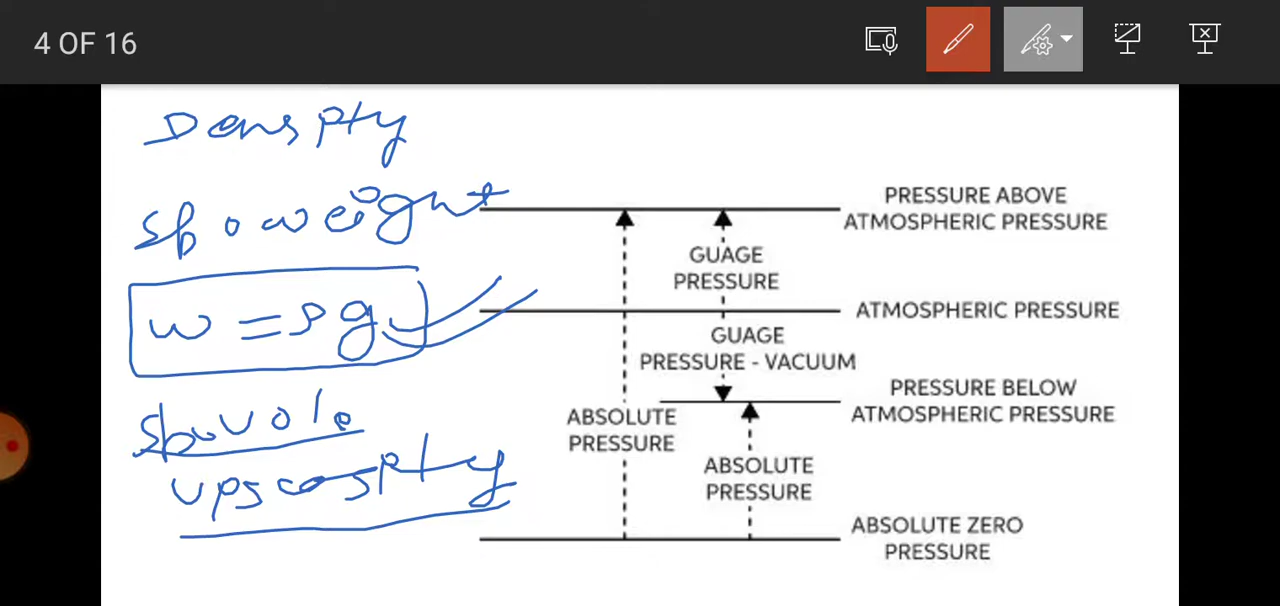 4 OF 16
Density
sp. weight
w = ρg
sp. vole
viscosity
PRESSURE ABOVE
ATMOSPHERIC PRESSURE
GUAGE
PRESSURE
ATMOSPHERIC PRESSURE
GUAGE
PRESSURE - VACUUM
PRESSURE BELOW
ATMOSPHERIC PRESSURE
ABSOLUTE
PRESSURE
ABSOLUTE
PRESSURE
ABSOLUTE ZERO
PRESSURE